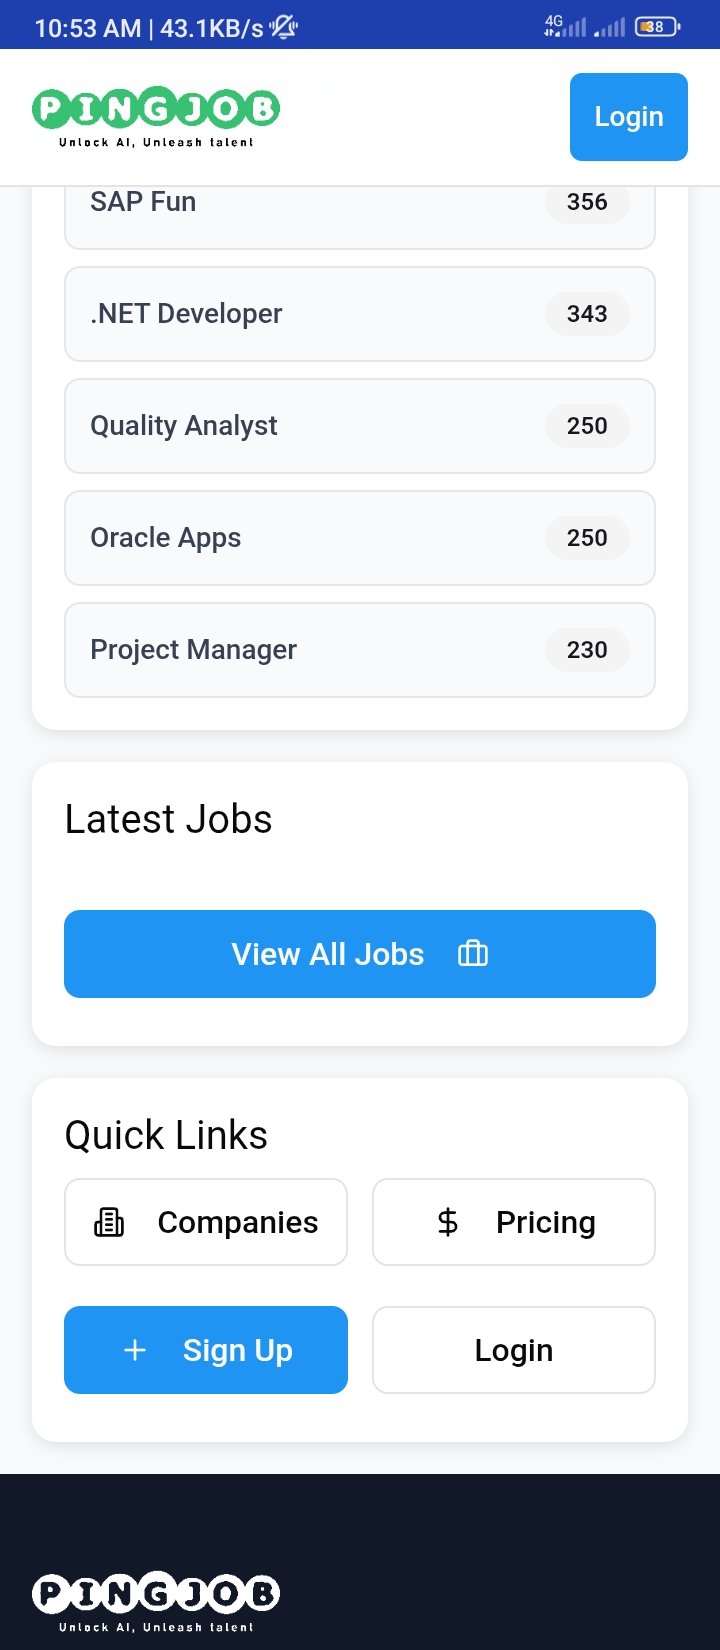 10:53 AM | 43.1KB/s 4G 38
PINGJOB
Unlock AI, Unleash talent
Login
SAP Fun 356
.NET Developer 343
Quality Analyst 250
Oracle Apps 250
Project Manager 230
Latest Jobs
View All Jobs
Quick Links
Companies $ Pricing
+ Sign Up Login
PINGJOB
Unlock AI, Unleash talent